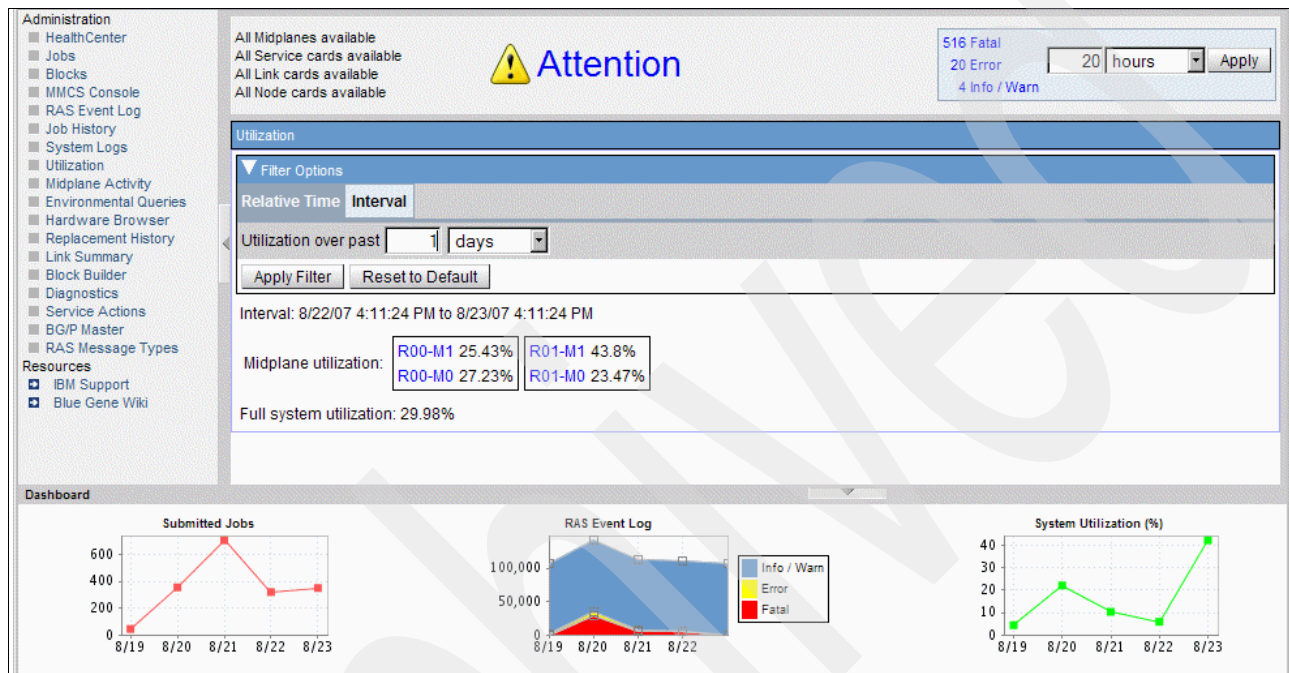 Administration
HealthCenter
Jobs
Blocks
MMCS Console
RAS Event Log
Job History
System Logs
Utilization
Midplane Activity
Environmental Queries
Hardware Browser
Replacement History
Link Summary
Block Builder
Diagnostics
Service Actions
BG/P Master
RAS Message Types
Resources
IBM Support
Blue Gene Wiki
All Midplanes available
All Service cards available
All Link cards available
All Node cards available
Attention
516 Fatal
20 Error
4 Info / Warn
20 hours Apply
Utilization
Filter Options
Relative Time Interval
Utilization over past 1 days
Apply Filter Reset to Default
Interval: 8/22/07 4:11:24 PM to 8/23/07 4:11:24 PM
Midplane utilization:
R00-M1 25.43% R01-M1 43.8%
R00-M0 27.23% R01-M0 23.47%
Full system utilization: 29.98%
Dashboard
Submitted Jobs
600
400
200
0
8/19 8/20 8/21 8/22 8/23
RAS Event Log
100,000
50,000
0
8/19 8/20 8/21 8/22
Info / Warn
Error
Fatal
System Utilization (%)
40
30
20
10
0
8/19 8/20 8/21 8/22 8/23